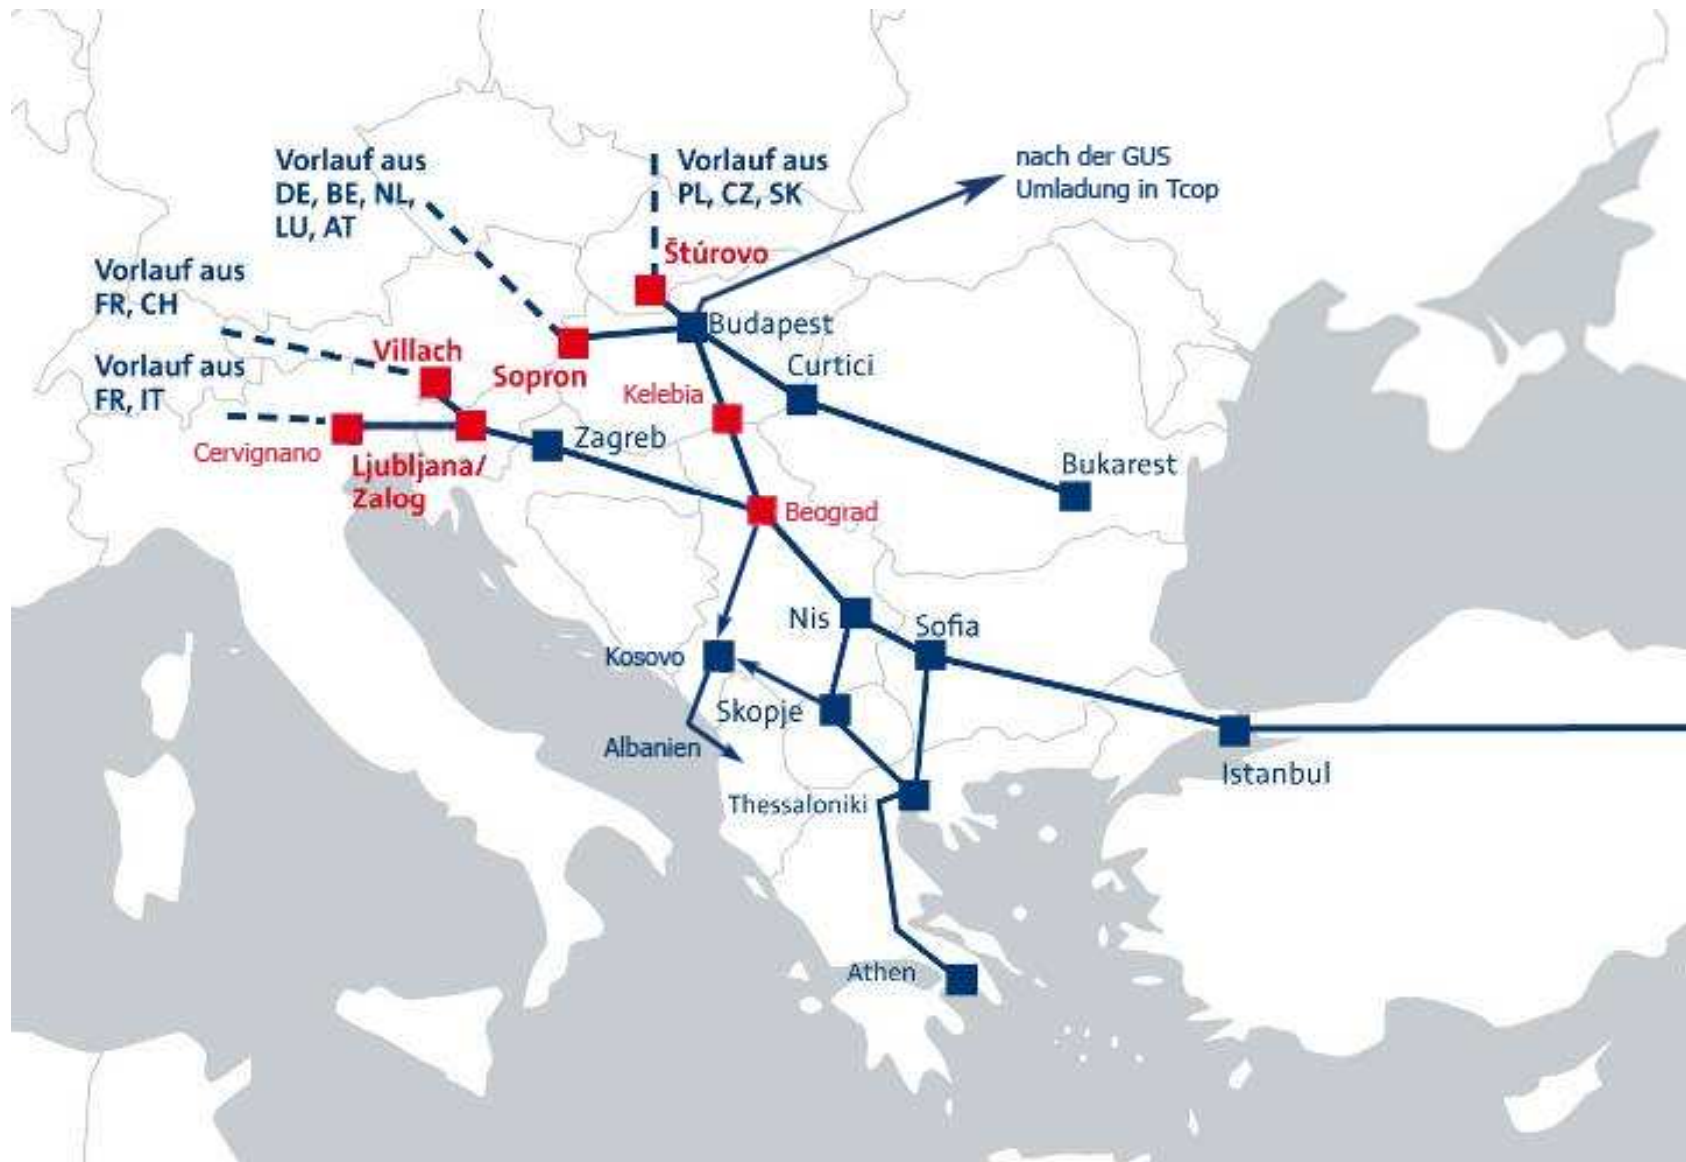 Vorlauf aus
DE, BE, NL,
LU, AT
Vorlauf aus
PL, CZ, SK
nach der GUS
Umladung in Tcop
Štúrovo
Vorlauf aus
FR, CH
Budapest
Villach
Sopron
Curtici
Vorlauf aus
FR, IT
Kelebia
Zagreb
Cervignano
Ljubljana/
Zalog
Bukarest
Beograd
Nis
Sofia
Kosovo
Skopje
Albanien
Istanbul
Thessaloniki
Athen